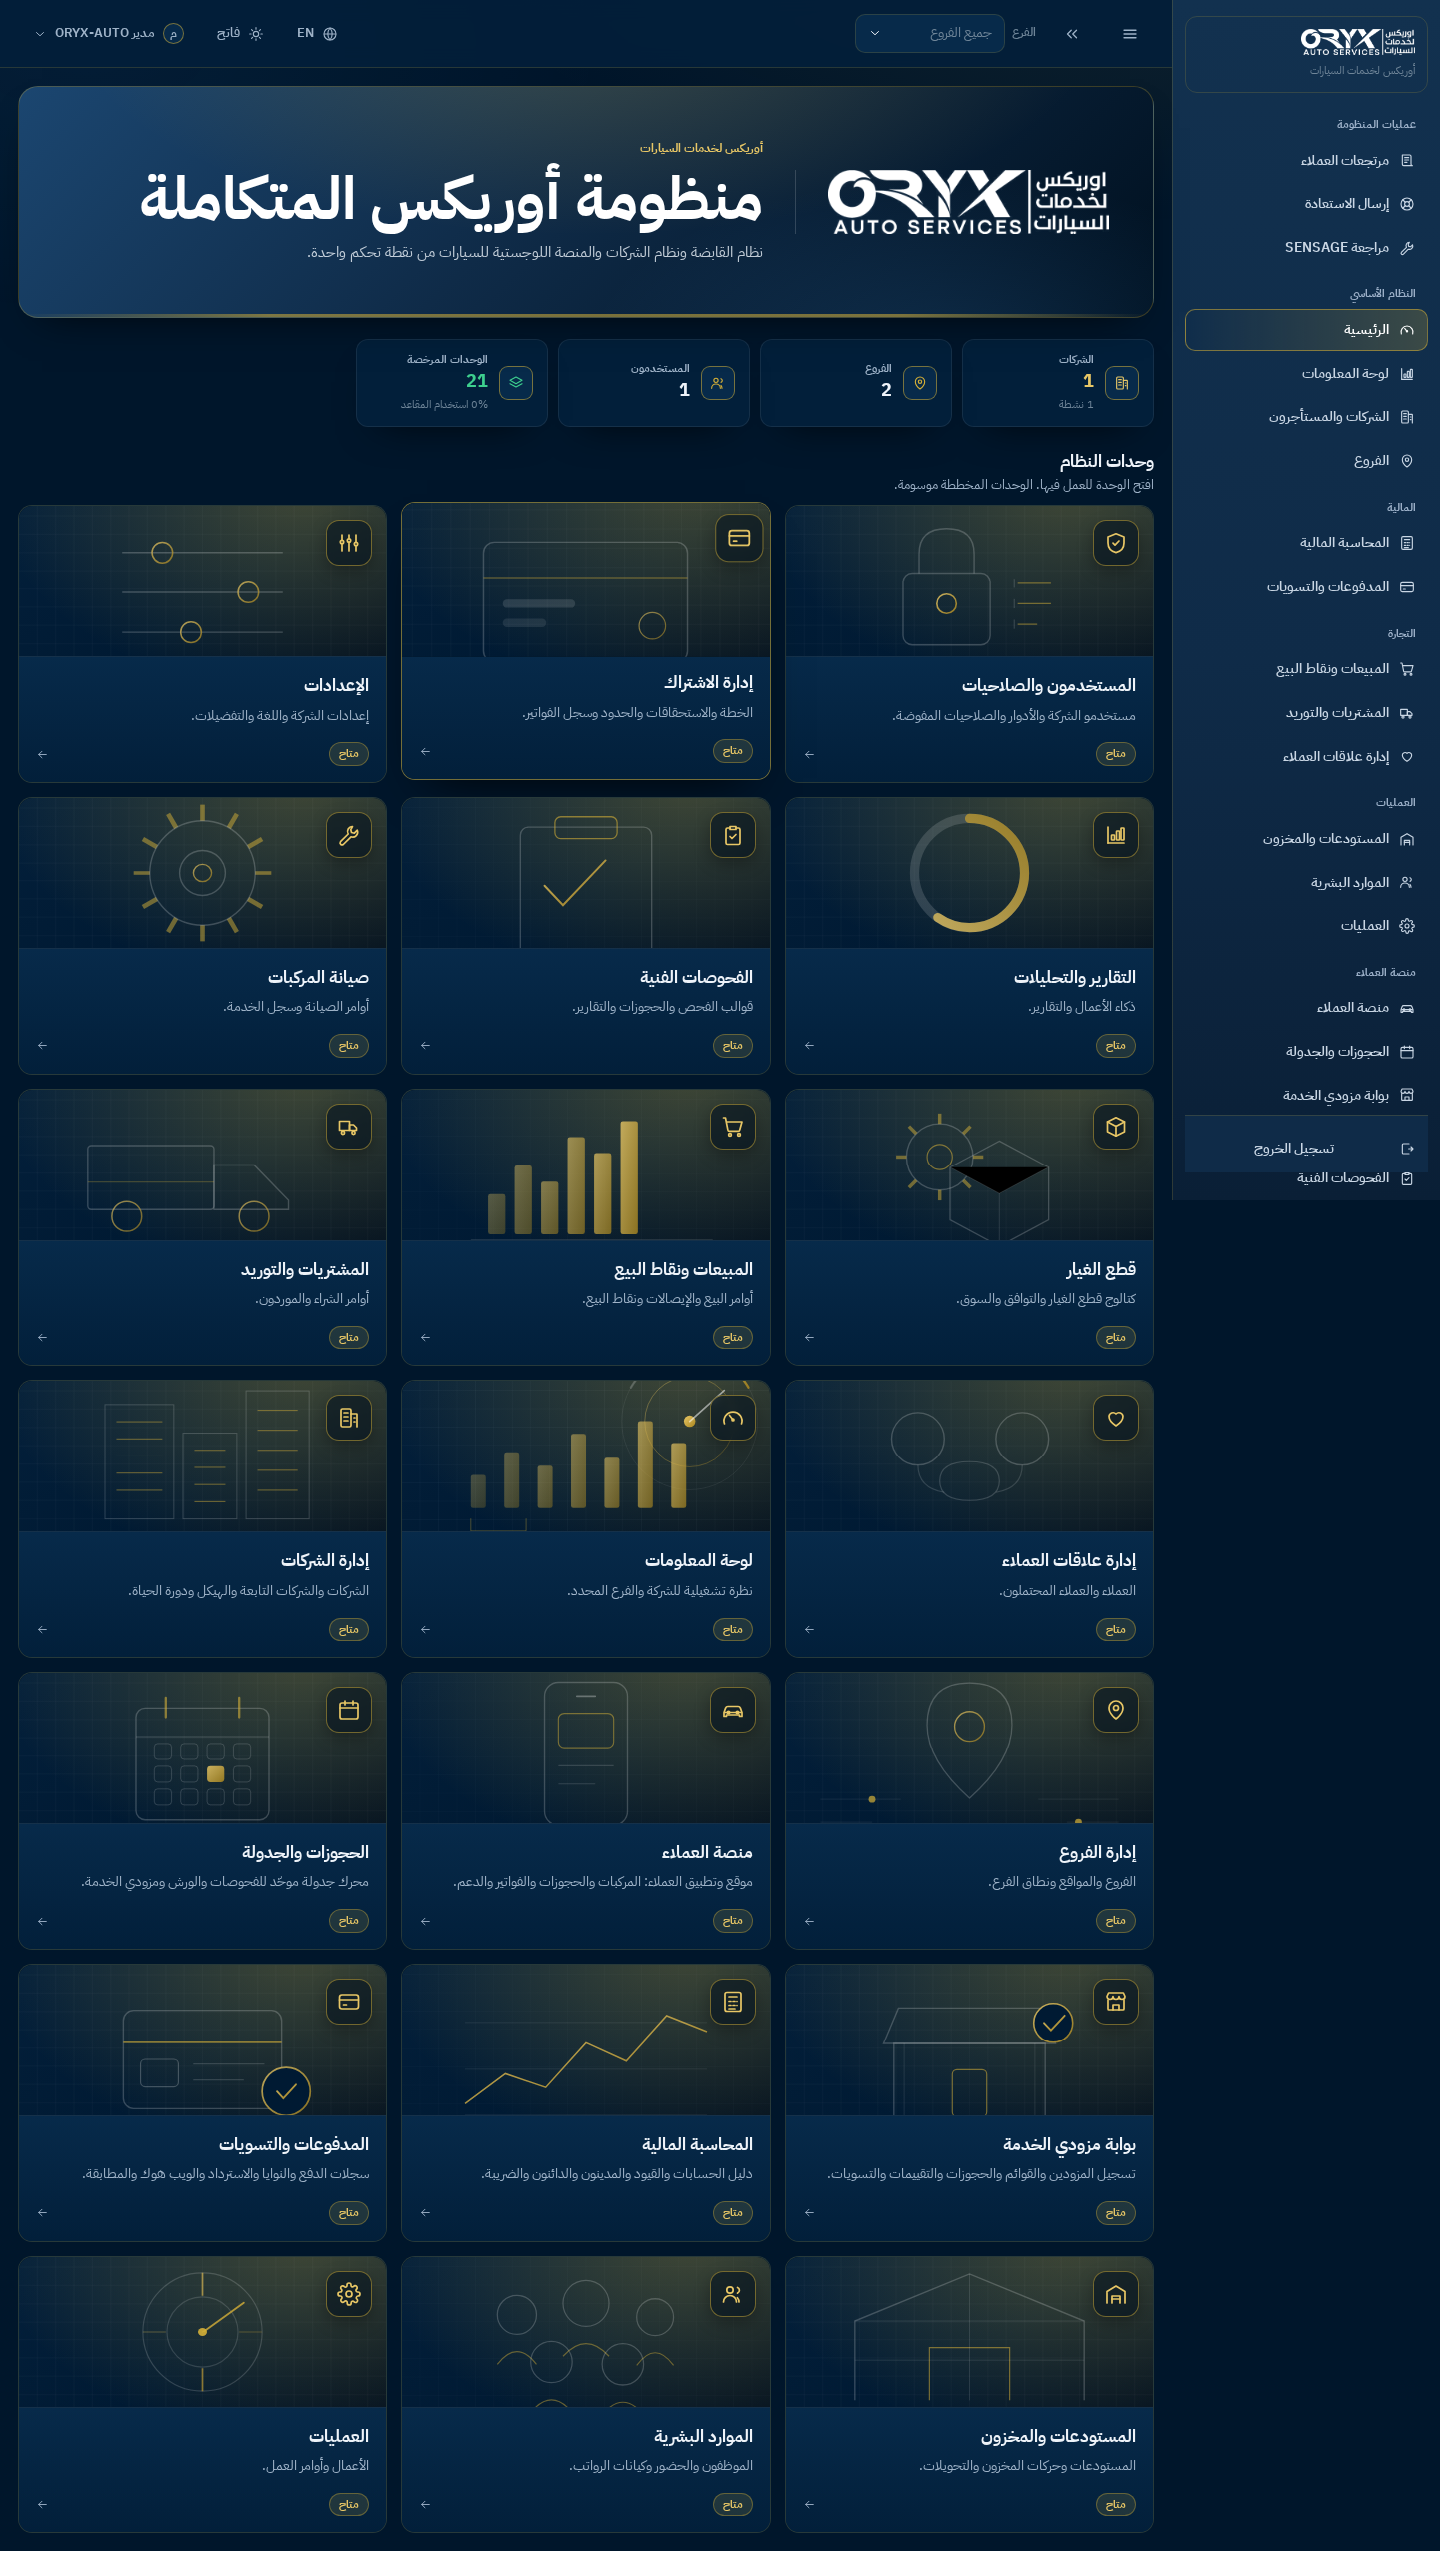 اوريكس
لخدمات
السيارات
ORYX
AUTO SERVICES
أوريكس لخدمات السيارات
عمليات المنظومة
مرتجعات العملاء
إرسال الاستعادة
مراجعة SENSAGE
النظام الأساسي
الرئيسية
لوحة المعلومات
الشركات والمستأجرون
الفروع
المالية
المحاسبة المالية
المدفوعات والتسويات
التجارة
المبيعات ونقاط البيع
المشتريات والتوريد
إدارة علاقات العملاء
العمليات
المستودعات والمخزون
الموارد البشرية
العمليات
منصة العملاء
منصة العملاء
الحجوزات والجدولة
بوابة مزودي الخدمة
تسجيل الخروج
الفحوصات الفنية
الفرع
جميع الفروع
EN
فاتح
م
مدير ORYX-AUTO
اوريكس
لخدمات
السيارات
ORYX
AUTO SERVICES
أوريكس لخدمات السيارات
منظومة أوريكس المتكاملة
نظام القابضة ونظام الشركات والمنصة اللوجستية للسيارات من نقطة تحكم واحدة.
الشركات
1
1 نشطة
الفروع
2
المستخدمون
1
الوحدات المرخصة
21
0% استخدام المقاعد
وحدات النظام
افتح الوحدة للعمل فيها. الوحدات المخططة موسومة.
المستخدمون والصلاحيات
مستخدمو الشركة والأدوار والصلاحيات المفوضة.
متاح
إدارة الاشتراك
الخطة والاستحقاقات والحدود وسجل الفواتير.
متاح
الإعدادات
إعدادات الشركة واللغة والتفضيلات.
متاح
التقارير والتحليلات
ذكاء الأعمال والتقارير.
متاح
الفحوصات الفنية
قوالب الفحص والحجوزات والتقارير.
متاح
صيانة المركبات
أوامر الصيانة وسجل الخدمة.
متاح
قطع الغيار
كتالوج قطع الغيار والتوافق والسوق.
متاح
المبيعات ونقاط البيع
أوامر البيع والإيصالات ونقاط البيع.
متاح
المشتريات والتوريد
أوامر الشراء والموردون.
متاح
إدارة علاقات العملاء
العملاء والعملاء المحتملون.
متاح
لوحة المعلومات
نظرة تشغيلية للشركة والفرع المحدد.
متاح
إدارة الشركات
الشركات والشركات التابعة والهيكل ودورة الحياة.
متاح
إدارة الفروع
الفروع والمواقع ونطاق الفرع.
متاح
منصة العملاء
موقع وتطبيق العملاء: المركبات والحجوزات والفواتير والدعم.
متاح
الحجوزات والجدولة
محرك جدولة موحّد للفحوصات والورش ومزودي الخدمة.
متاح
بوابة مزودي الخدمة
تسجيل المزودين والقوائم والحجوزات والتقييمات والتسويات.
متاح
المحاسبة المالية
دليل الحسابات والقيود والمدينون والدائنون والضريبة.
متاح
المدفوعات والتسويات
سجلات الدفع والنوايا والاسترداد والويب هوك والمطابقة.
متاح
المستودعات والمخزون
المستودعات وحركات المخزون والتحويلات.
متاح
الموارد البشرية
الموظفون والحضور وكيانات الرواتب.
متاح
العمليات
الأعمال وأوامر العمل.
متاح